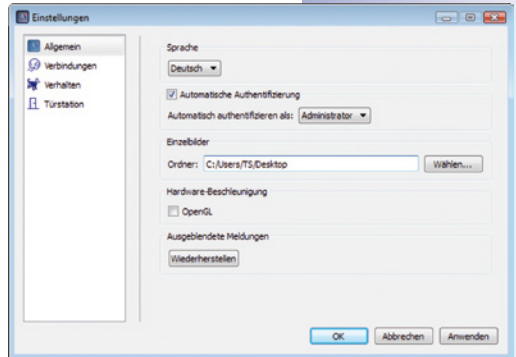 Einstellungen
Allgemein
Verbindungen
Verhalten
Türstation
Sprache
Deutsch
Automatische Authentifizierung
Automatisch authentifizieren als: Administrator
Einzelbilder
Ordner: C:/Users/TS/Desktop Wählen...
Hardware-Beschleunigung
OpenGL
Ausgeblendete Meldungen
Wiederherstellen
OK Abbrechen Anwenden